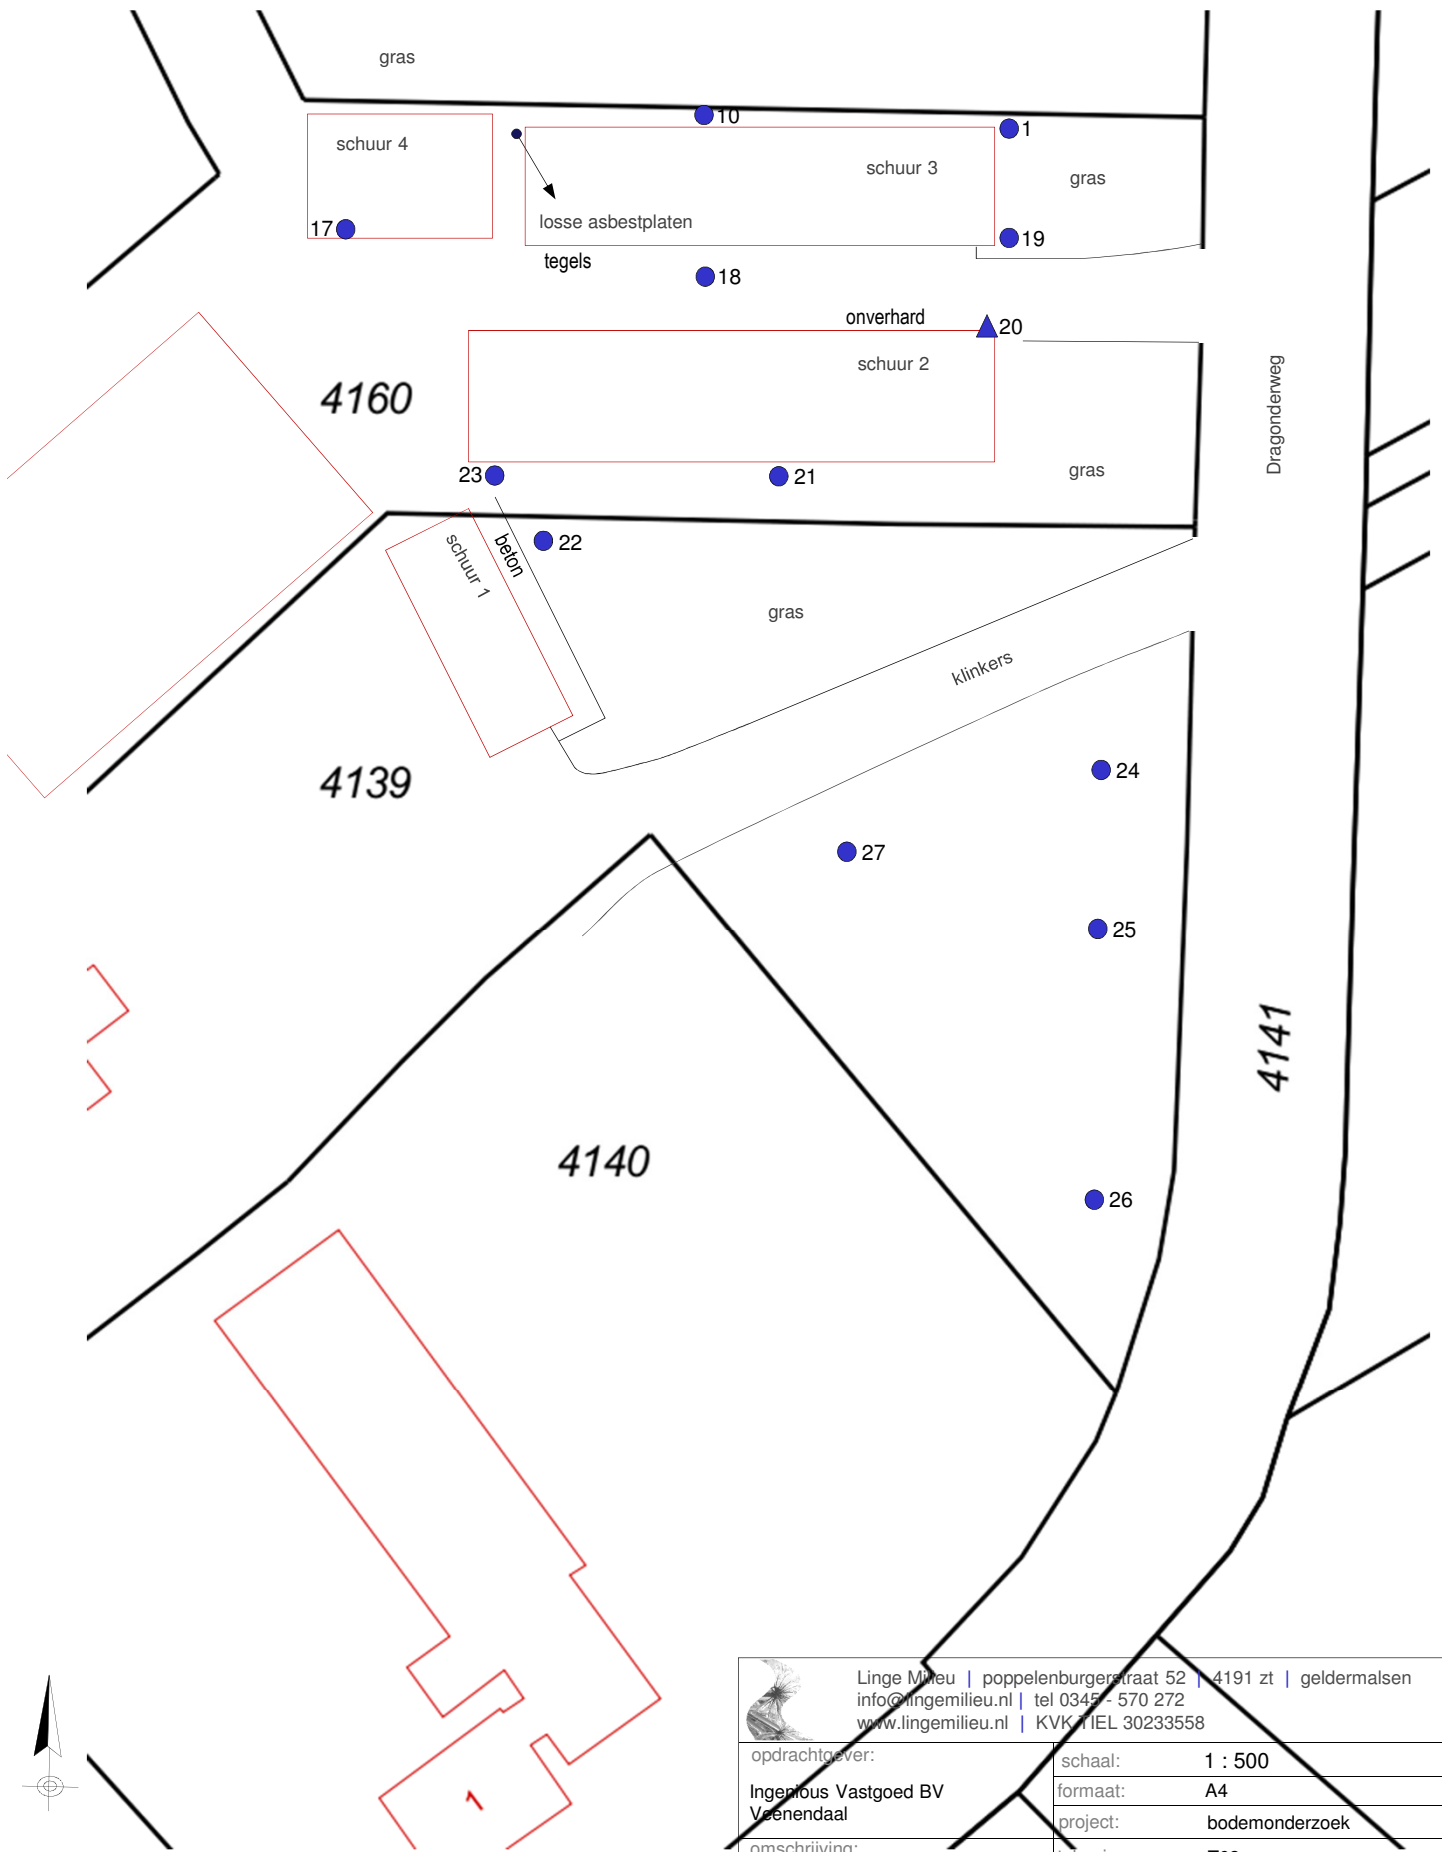 gras
10
1
schuur 4
schuur 3
gras
17
losse asbestplaten
19
tegels
18
onverhard
20
schuur 2
Dragonderweg
4160
23
21
gras
schuur 1
beton
22
gras
klinkers
4139
24
27
25
4141
4140
26
1
Linge Milieu | poppelenburgerstraat 52 | 4191 zt | geldermalsen
info@lingemilieu.nl | tel 0345 - 570 272
www.lingemilieu.nl | KVK TIEL 30233558
opdrachtgever:
schaal: 1 : 500
Ingenious Vastgoed BV
formaat: A4
Veenendaal
project: bodemonderzoek
omschrijving: